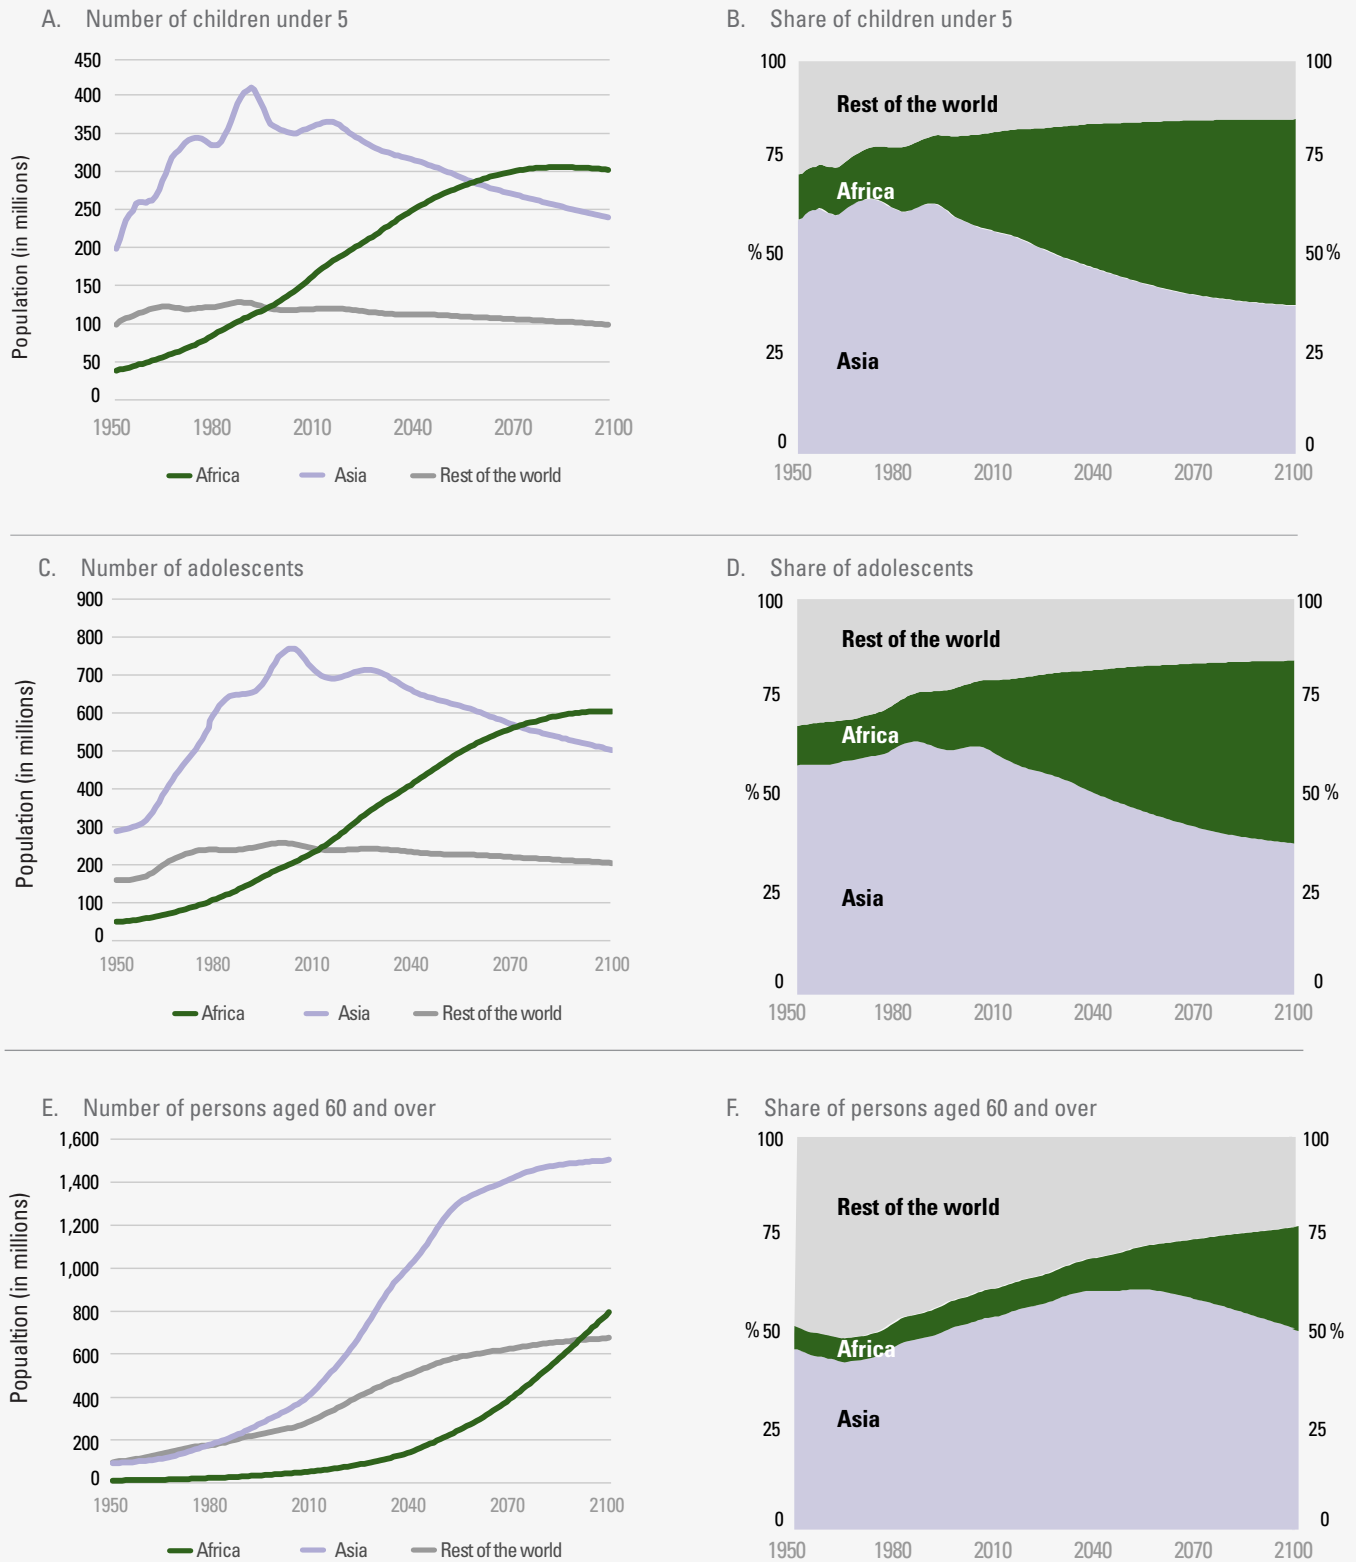 A. Number of children under 5
Population (in millions)
450
400
350
300
250
200
150
100
50
0
1950 1980 2010 2040 2070 2100
Africa Asia Rest of the world
B. Share of children under 5
100 100
Rest of the world
75 75
Africa
% 50 50 %
25 25
Asia
0 0
1950 1980 2010 2040 2070 2100
C. Number of adolescents
Population (in millions)
900
800
700
600
500
400
300
200
100
0
1950 1980 2010 2040 2070 2100
Africa Asia Rest of the world
D. Share of adolescents
100 100
Rest of the world
75 75
Africa
% 50 50 %
25 25
Asia
0 0
1950 1980 2010 2040 2070 2100
E. Number of persons aged 60 and over
Popualtion (in millions)
1,600
1,400
1,200
1,000
800
600
400
200
0
1950 1980 2010 2040 2070 2100
Africa Asia Rest of the world
F. Share of persons aged 60 and over
100 100
Rest of the world
75 75
% 50 50 %
Africa
Asia
25 25
0 0
1950 1980 2010 2040 2070 2100